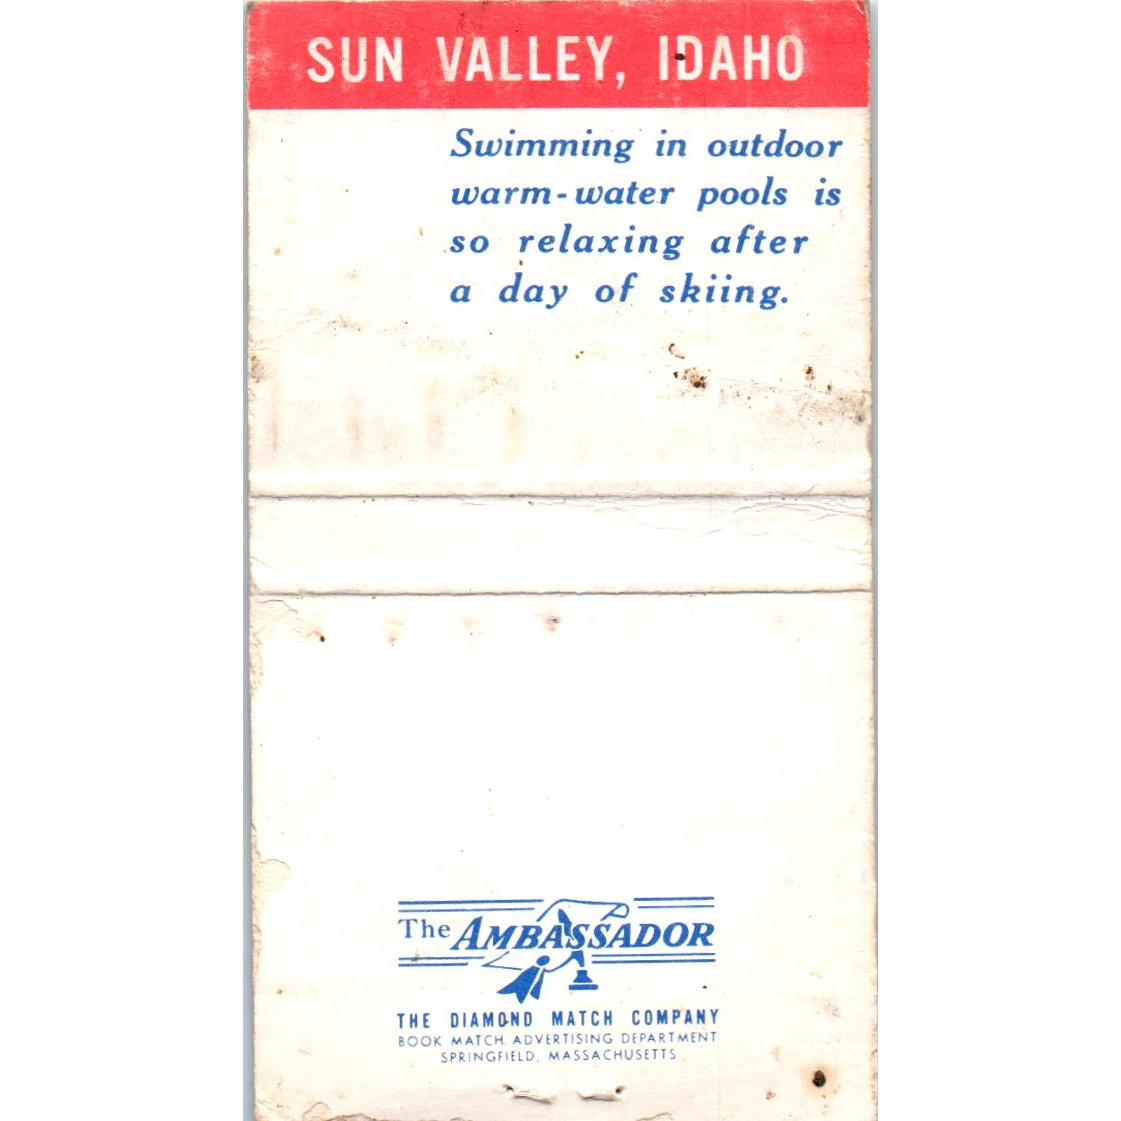 SUN VALLEY, IDAHO
Swimming in outdoor
warm-water pools is
so relaxing after
a day of skiing.
The AMBASSADOR
THE DIAMOND MATCH COMPANY
BOOK MATCH ADVERTISING DEPARTMENT
SPRINGFIELD, MASSACHUSETTS